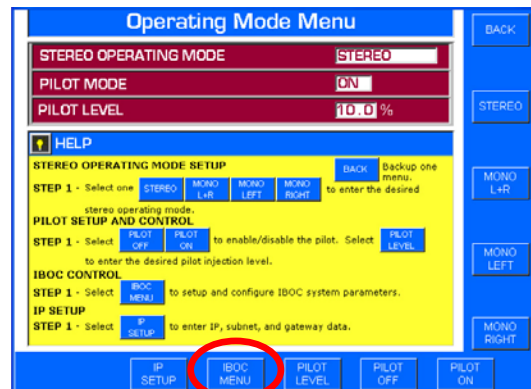 Operating Mode Menu
BACK
STEREO OPERATING MODE STEREO
PILOT MODE ON
PILOT LEVEL 10.0 %
STEREO
HELP
STEREO OPERATING MODE SETUP BACK Backup one menu.
STEP 1 - Select one STEREO MONO L+R MONO LEFT MONO RIGHT to enter the desired
stereo operating mode.
MONO L+R
PILOT SETUP AND CONTROL
STEP 1 - Select PILOT OFF PILOT ON to enable/disable the pilot. Select PILOT LEVEL
to enter the desired pilot injection level.
MONO LEFT
IBOC CONTROL
STEP 1 - Select IBOC MENU to setup and configure IBOC system parameters.
IP SETUP
STEP 1 - Select IP SETUP to enter IP, subnet, and gateway data.
MONO RIGHT
IP SETUP IBOC MENU PILOT LEVEL PILOT OFF PILOT ON